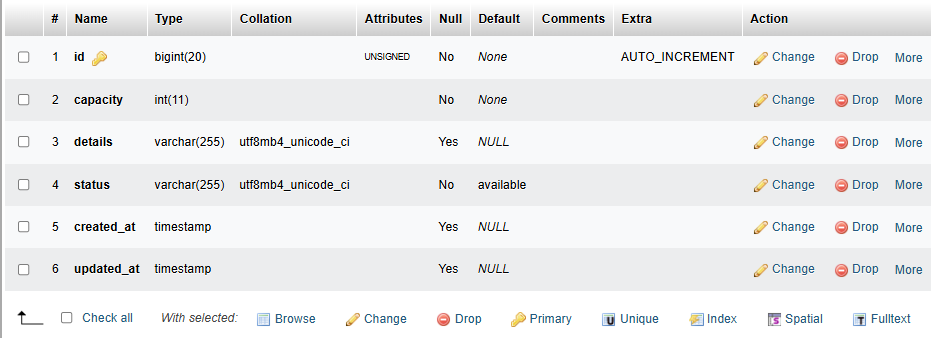 # Name Type Collation Attributes Null Default Comments Extra Action
1 id bigint(20) UNSIGNED No None AUTO_INCREMENT Change Drop More
2 capacity int(11) No None Change Drop More
3 details varchar(255) utf8mb4_unicode_ci Yes NULL Change Drop More
4 status varchar(255) utf8mb4_unicode_ci No available Change Drop More
5 created_at timestamp Yes NULL Change Drop More
6 updated_at timestamp Yes NULL Change Drop More
Check all With selected: Browse Change Drop Primary U Unique Index S Spatial T Fulltext